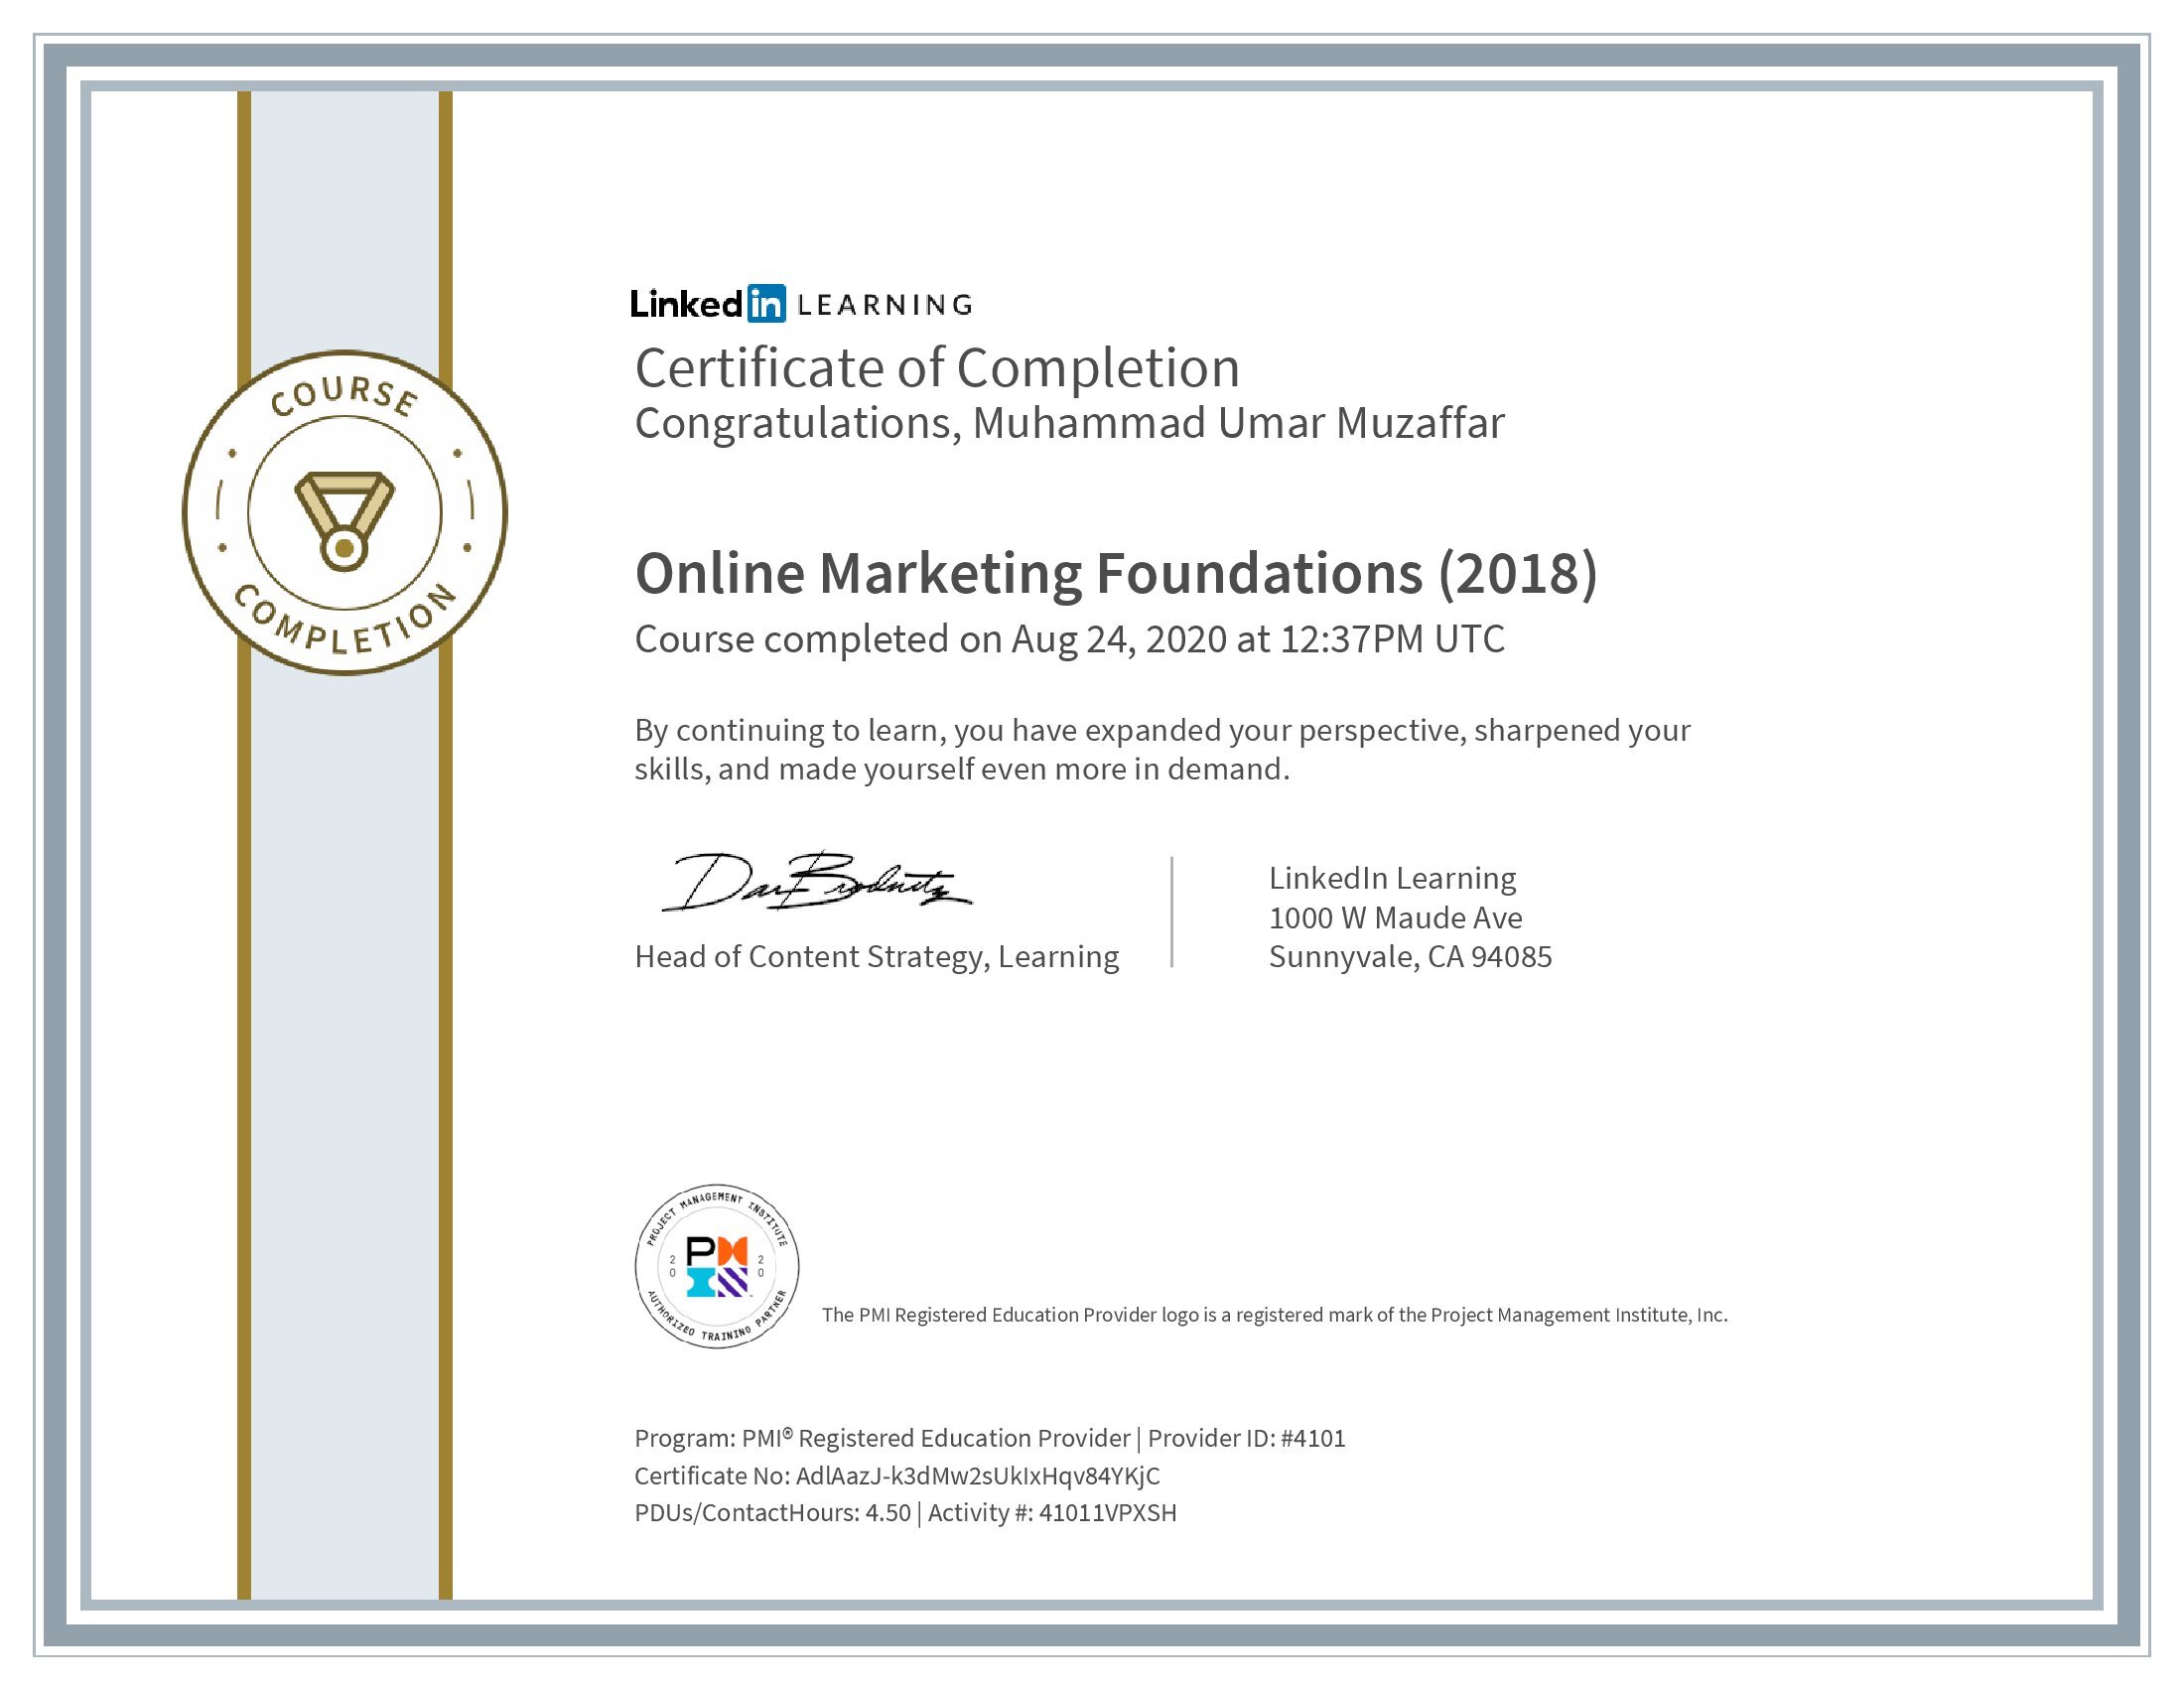 COURSE
COMPLETION
Linked in LEARNING
Certificate of Completion
Congratulations, Muhammad Umar Muzaffar
Online Marketing Foundations (2018)
Course completed on Aug 24, 2020 at 12:37PM UTC
By continuing to learn, you have expanded your perspective, sharpened your
skills, and made yourself even more in demand.
Head of Content Strategy, Learning
LinkedIn Learning
1000 W Maude Ave
Sunnyvale, CA 94085
PROJECT MANAGEMENT INSTITUTE
20 20
PM
AUTHORIZED TRAINING PARTNER
The PMI Registered Education Provider logo is a registered mark of the Project Management Institute, Inc.
Program: PMI® Registered Education Provider | Provider ID: #4101
Certificate No: AdlAazJ-k3dMw2sUkIxHqv84YKjC
PDUs/ContactHours: 4.50 | Activity #: 41011VPXSH